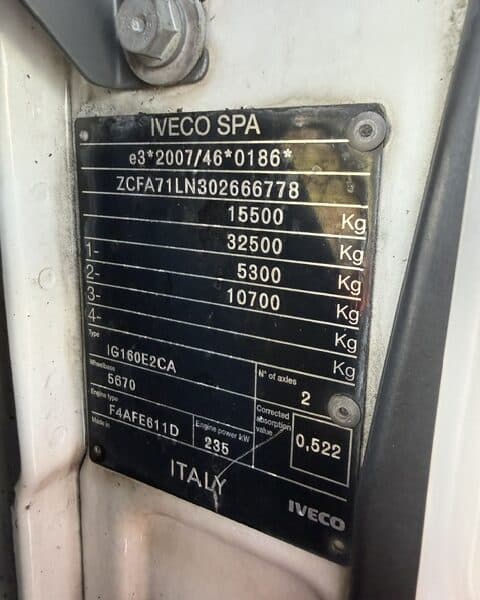 IVECO SPA
e3*2007/46*0186*
ZCFA71LN302666778
15500 Kg
32500 Kg
1- 5300 Kg
2- 10700 Kg
3- Kg
4- Kg
Type IG160E2CA
N° of axles 2
Wheelbase 5670
Engine type F4AFE611D
Engine power kW 235
Corrected absorption value 0,522
Made in ITALY
IVECO